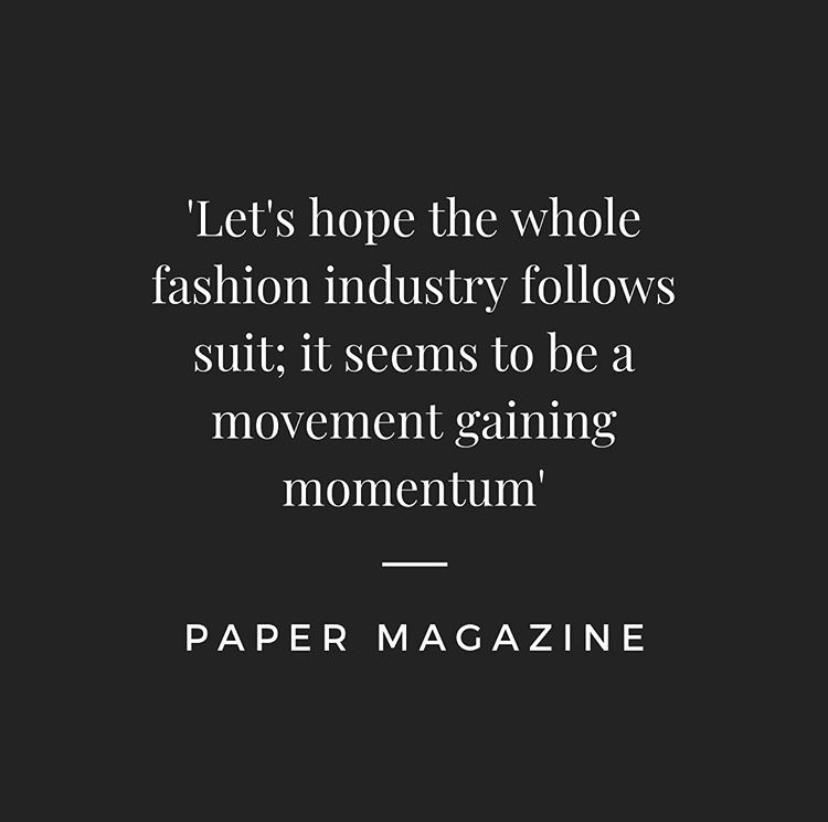 'Let's hope the whole
fashion industry follows
suit; it seems to be a
movement gaining
momentum'
PAPER MAGAZINE